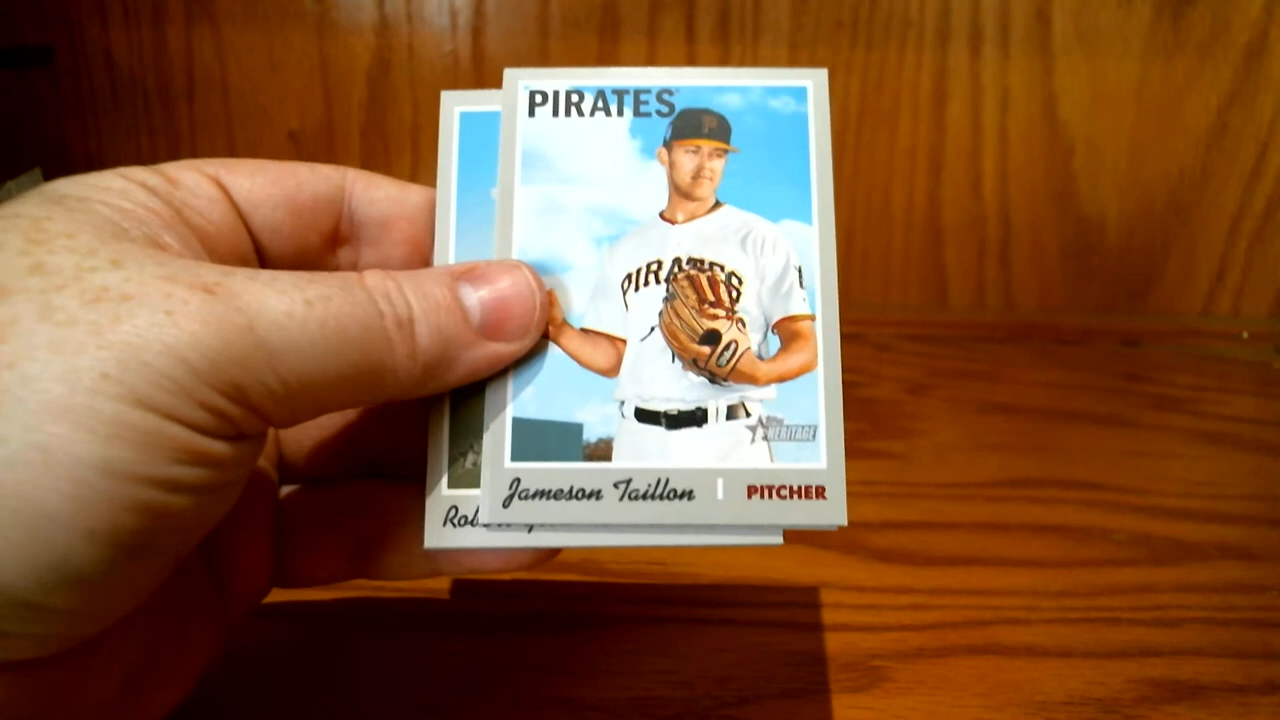 PIRATES
PIRATES
HERITAGE
Jameson Taillon
PITCHER